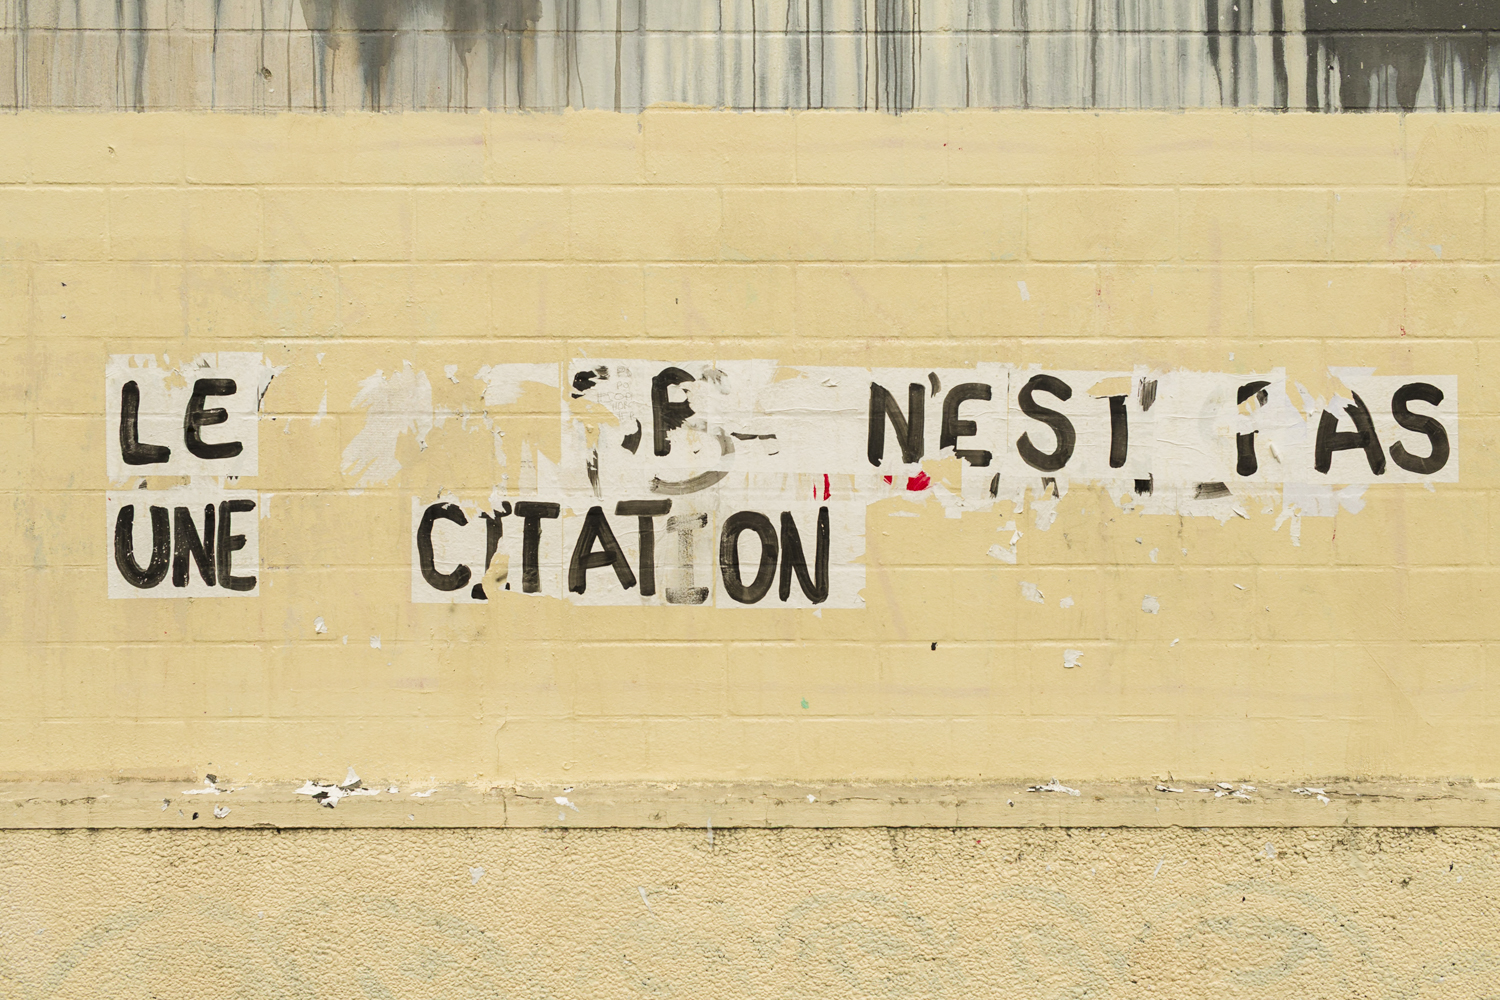 LE N'EST PAS
UNE CITATION